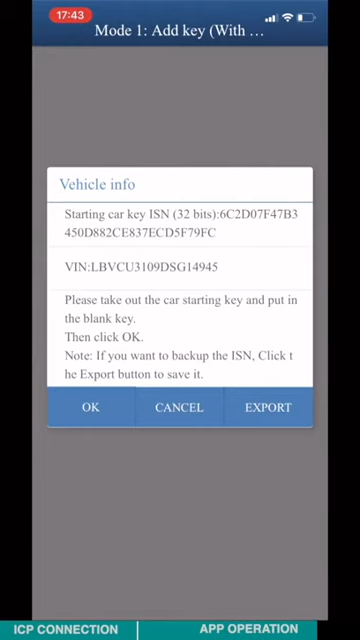 17:43
Mode 1: Add key (With ...
Vehicle info
Starting car key ISN (32 bits):6C2D07F47B3
450D882CE837ECD5F79FC
VIN:LBVCU3109DSG14945
Please take out the car starting key and put in
the blank key.
Then click OK.
Note: If you want to backup the ISN, Click t
he Export button to save it.
OK
CANCEL
EXPORT
ICP CONNECTION
APP OPERATION